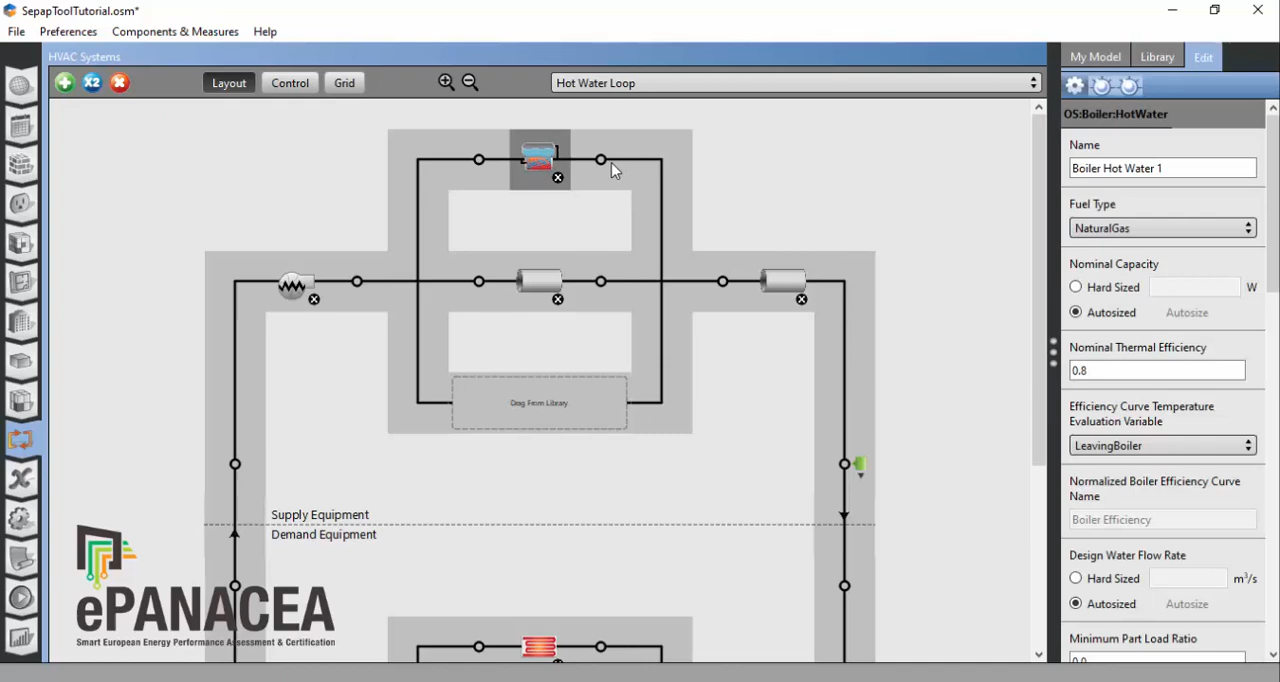 SepapToolTutorial.osm*
File Preferences Components & Measures Help
HVAC Systems
My Model Library Edit
X2 Layout Control Grid Hot Water Loop
OS:Boiler:HotWater
Name
Boiler Hot Water 1
Fuel Type
NaturalGas
Nominal Capacity
Hard Sized W
Autosized Autosize
Nominal Thermal Efficiency
0.8
Efficiency Curve Temperature
Evaluation Variable
LeavingBoiler
Normalized Boiler Efficiency Curve
Name
Boiler Efficiency
Design Water Flow Rate
Hard Sized m³/s
Autosized Autosize
Minimum Part Load Ratio
0.0
Drag From Library
Supply Equipment
Demand Equipment
ePANACEA
Smart European Energy Performance Assessment & Certification